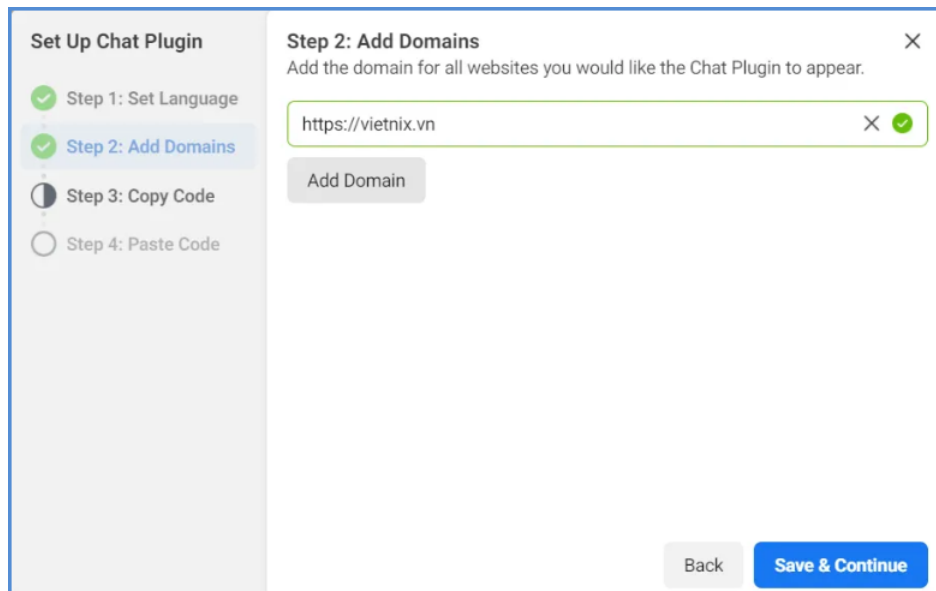 Set Up Chat Plugin
Step 1: Set Language
Step 2: Add Domains
Step 3: Copy Code
Step 4: Paste Code
Step 2: Add Domains
Add the domain for all websites you would like the Chat Plugin to appear.
https://vietnix.vn
Add Domain
Back
Save & Continue